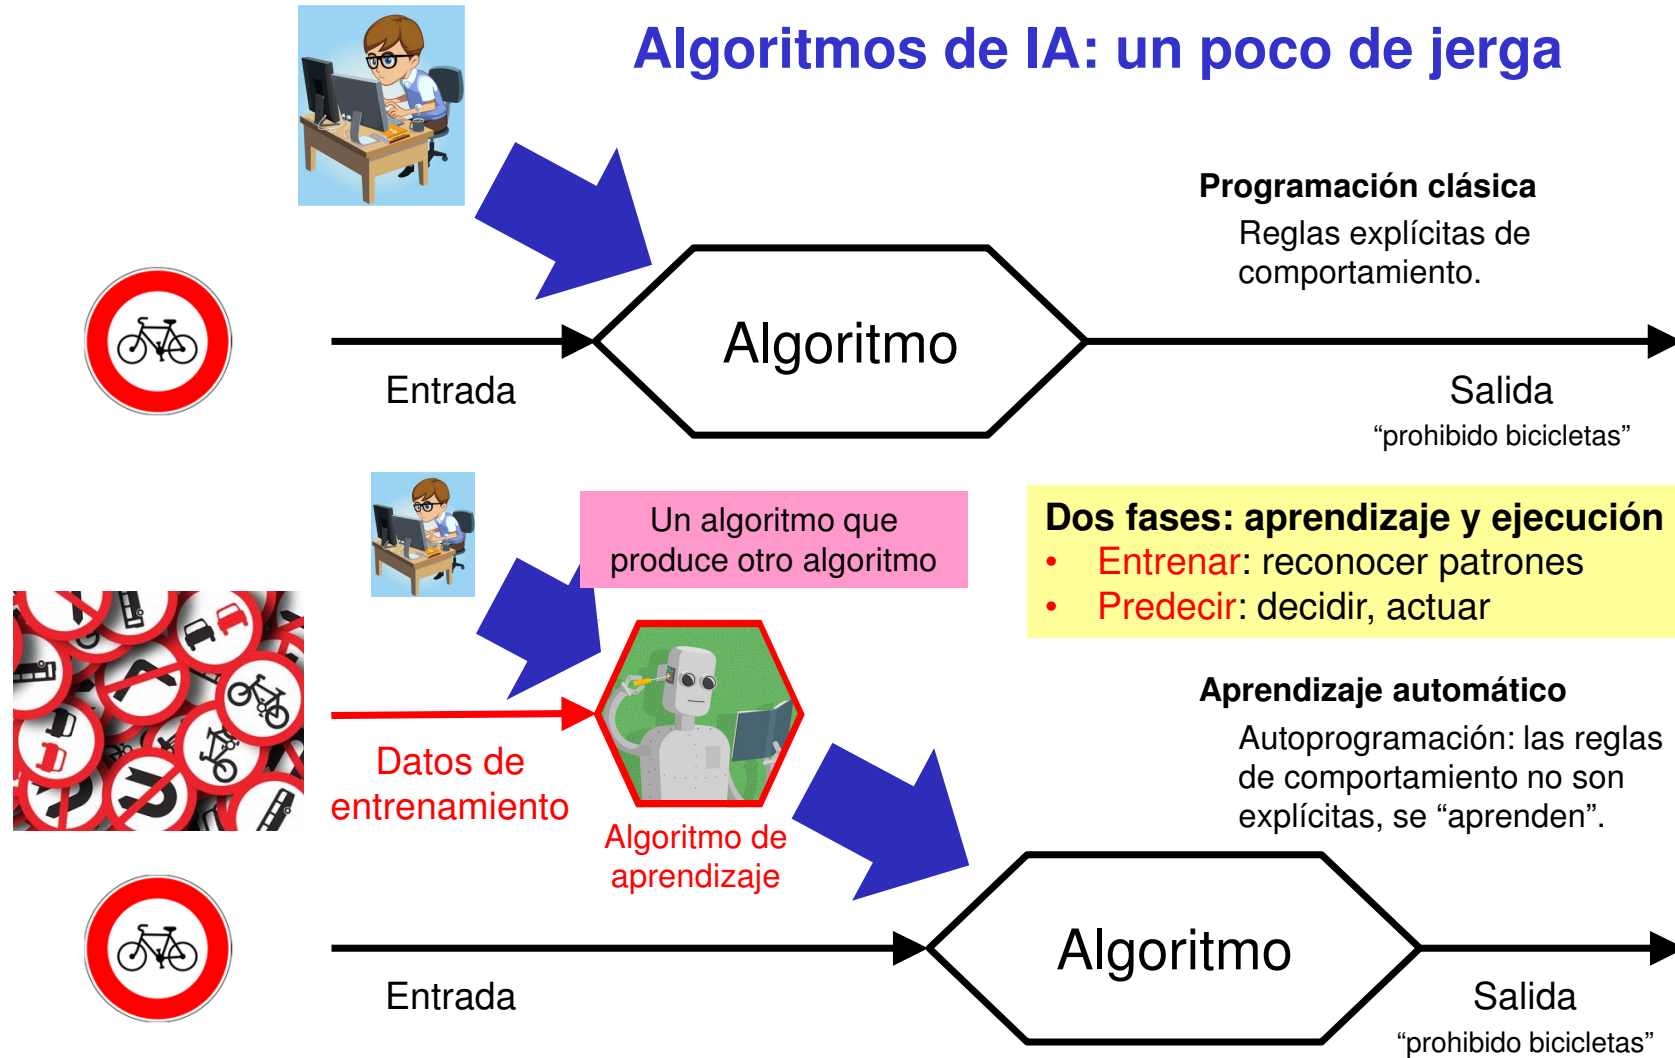 Algoritmos de IA: un poco de jerga
Programación clásica
Reglas explícitas de
comportamiento.
Algoritmo
Entrada
Salida
“prohibido bicicletas”
Un algoritmo que
produce otro algoritmo
Dos fases: aprendizaje y ejecución
• Entrenar: reconocer patrones
• Predecir: decidir, actuar
Aprendizaje automático
Autoprogramación: las reglas
de comportamiento no son
explícitas, se “aprenden”.
Datos de
entrenamiento
Algoritmo de
aprendizaje
Algoritmo
Entrada
Salida
“prohibido bicicletas”